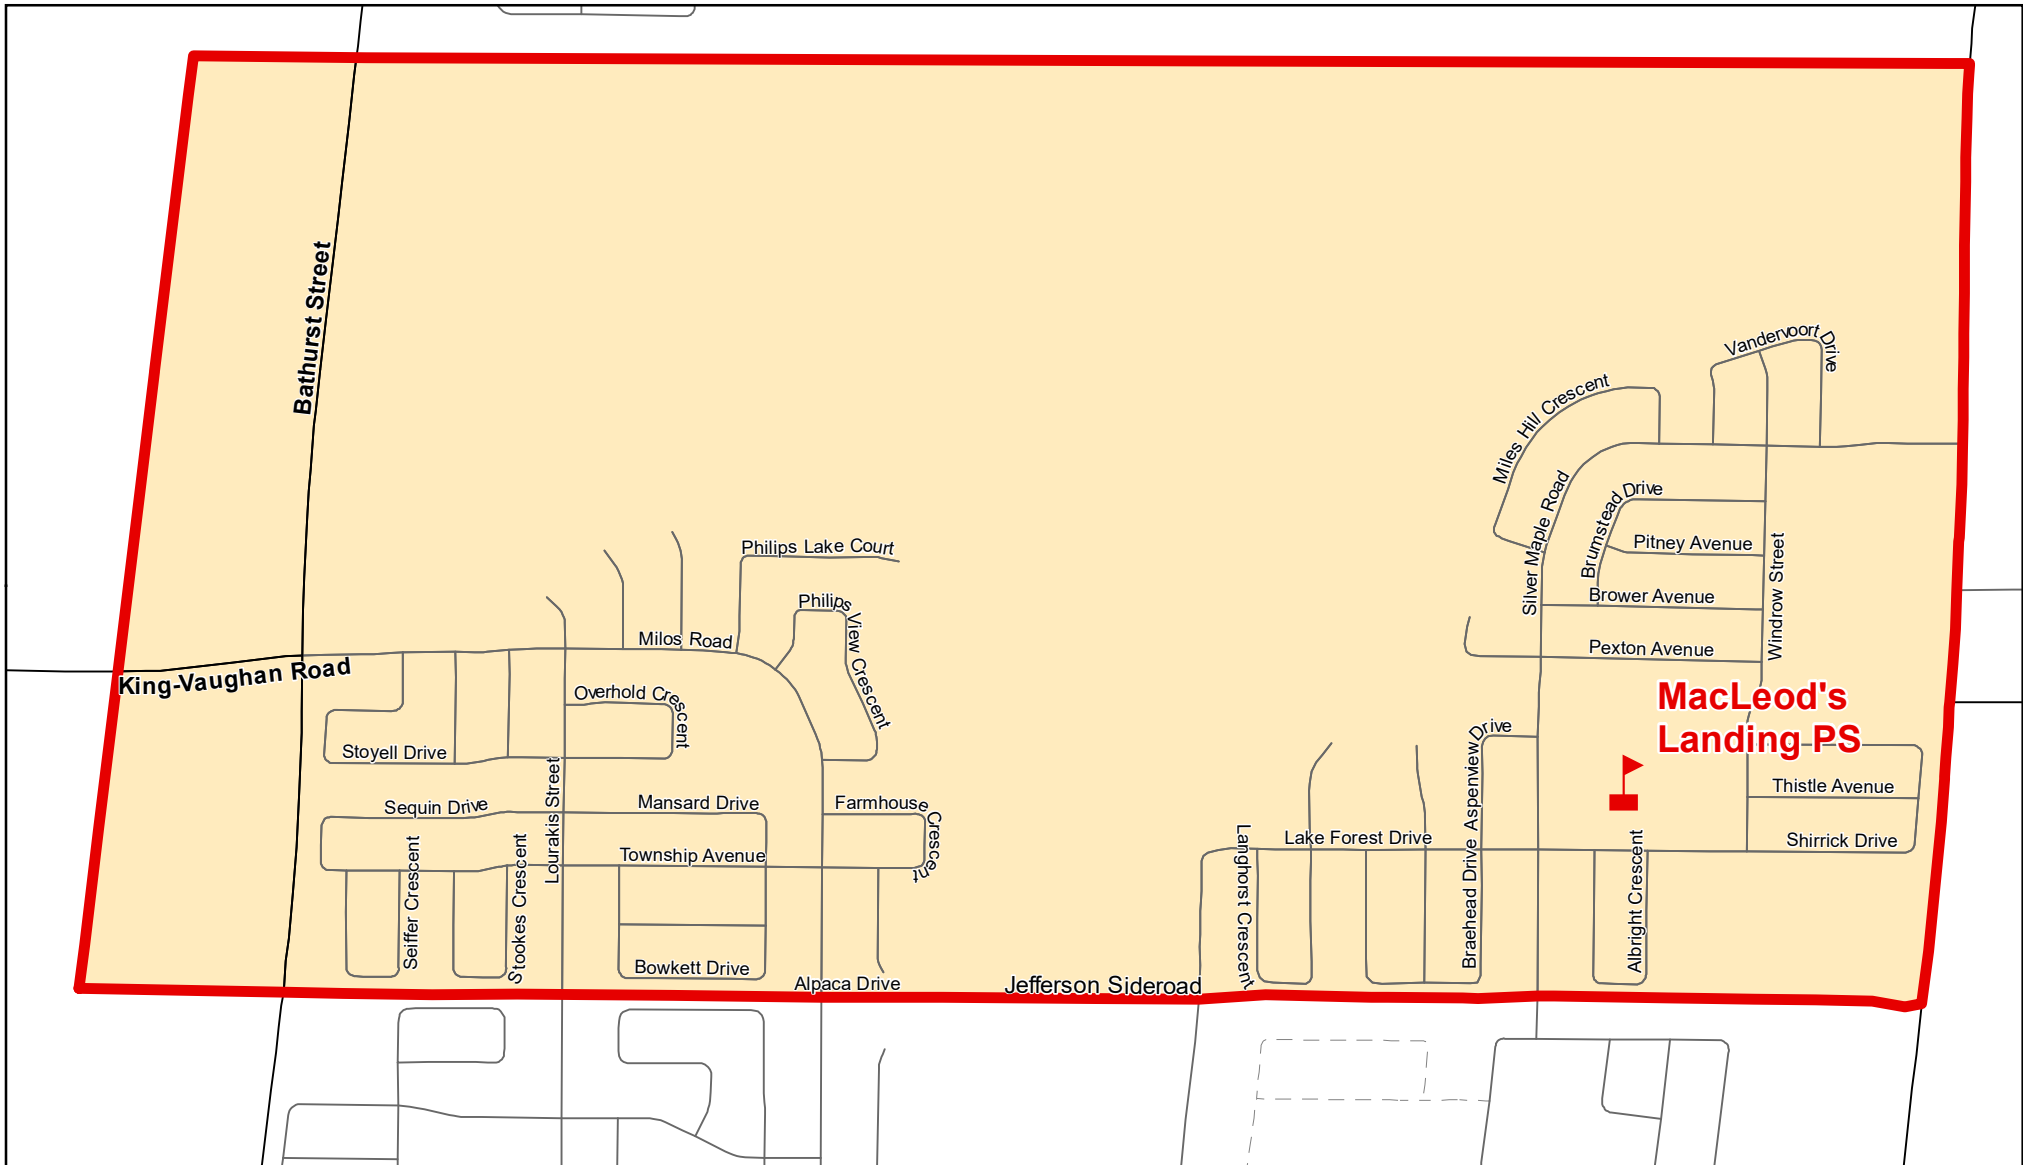 Bathurst Street
Vandervoort Drive
Miles Hill Crescent
Silver Maple Road
Brumstead Drive
Pitney Avenue
Brower Avenue
Windrow Street
Pexton Avenue
Philips Lake Court
Philips View Crescent
Milos Road
King-Vaughan Road
Overhold Crescent
MacLeod's
Landing PS
Stoyell Drive
Lourakis Street
Sequin Drive
Mansard Drive
Farmhouse Crescent
Township Avenue
Aspenview Drive
Thistle Avenue
Lake Forest Drive
Shirrick Drive
Seiffer Crescent
Stookes Crescent
Langhorst Crescent
Braehead Drive
Albright Crescent
Bowkett Drive
Alpaca Drive
Jefferson Sideroad